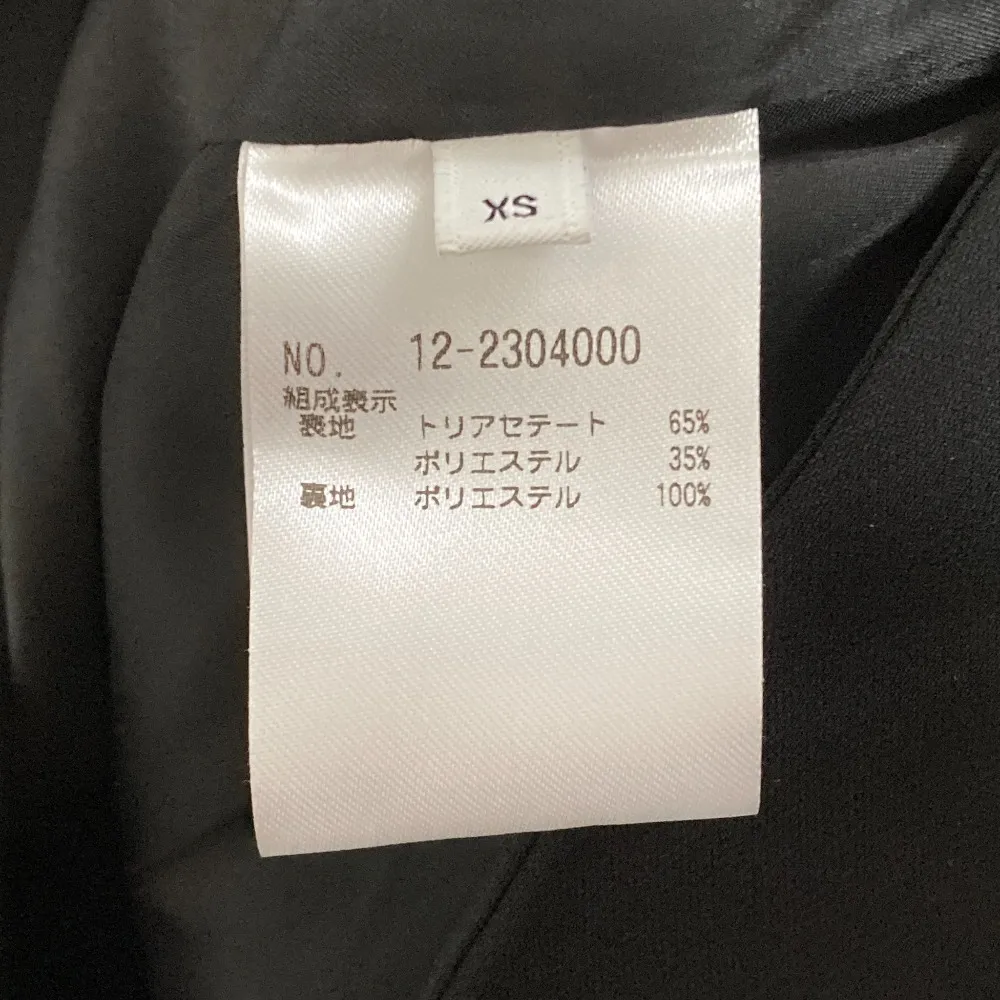 XS
NO. 12-2304000
組成表示
表地 トリアセテート 65%
ポリエステル 35%
裏地 ポリエステル 100%